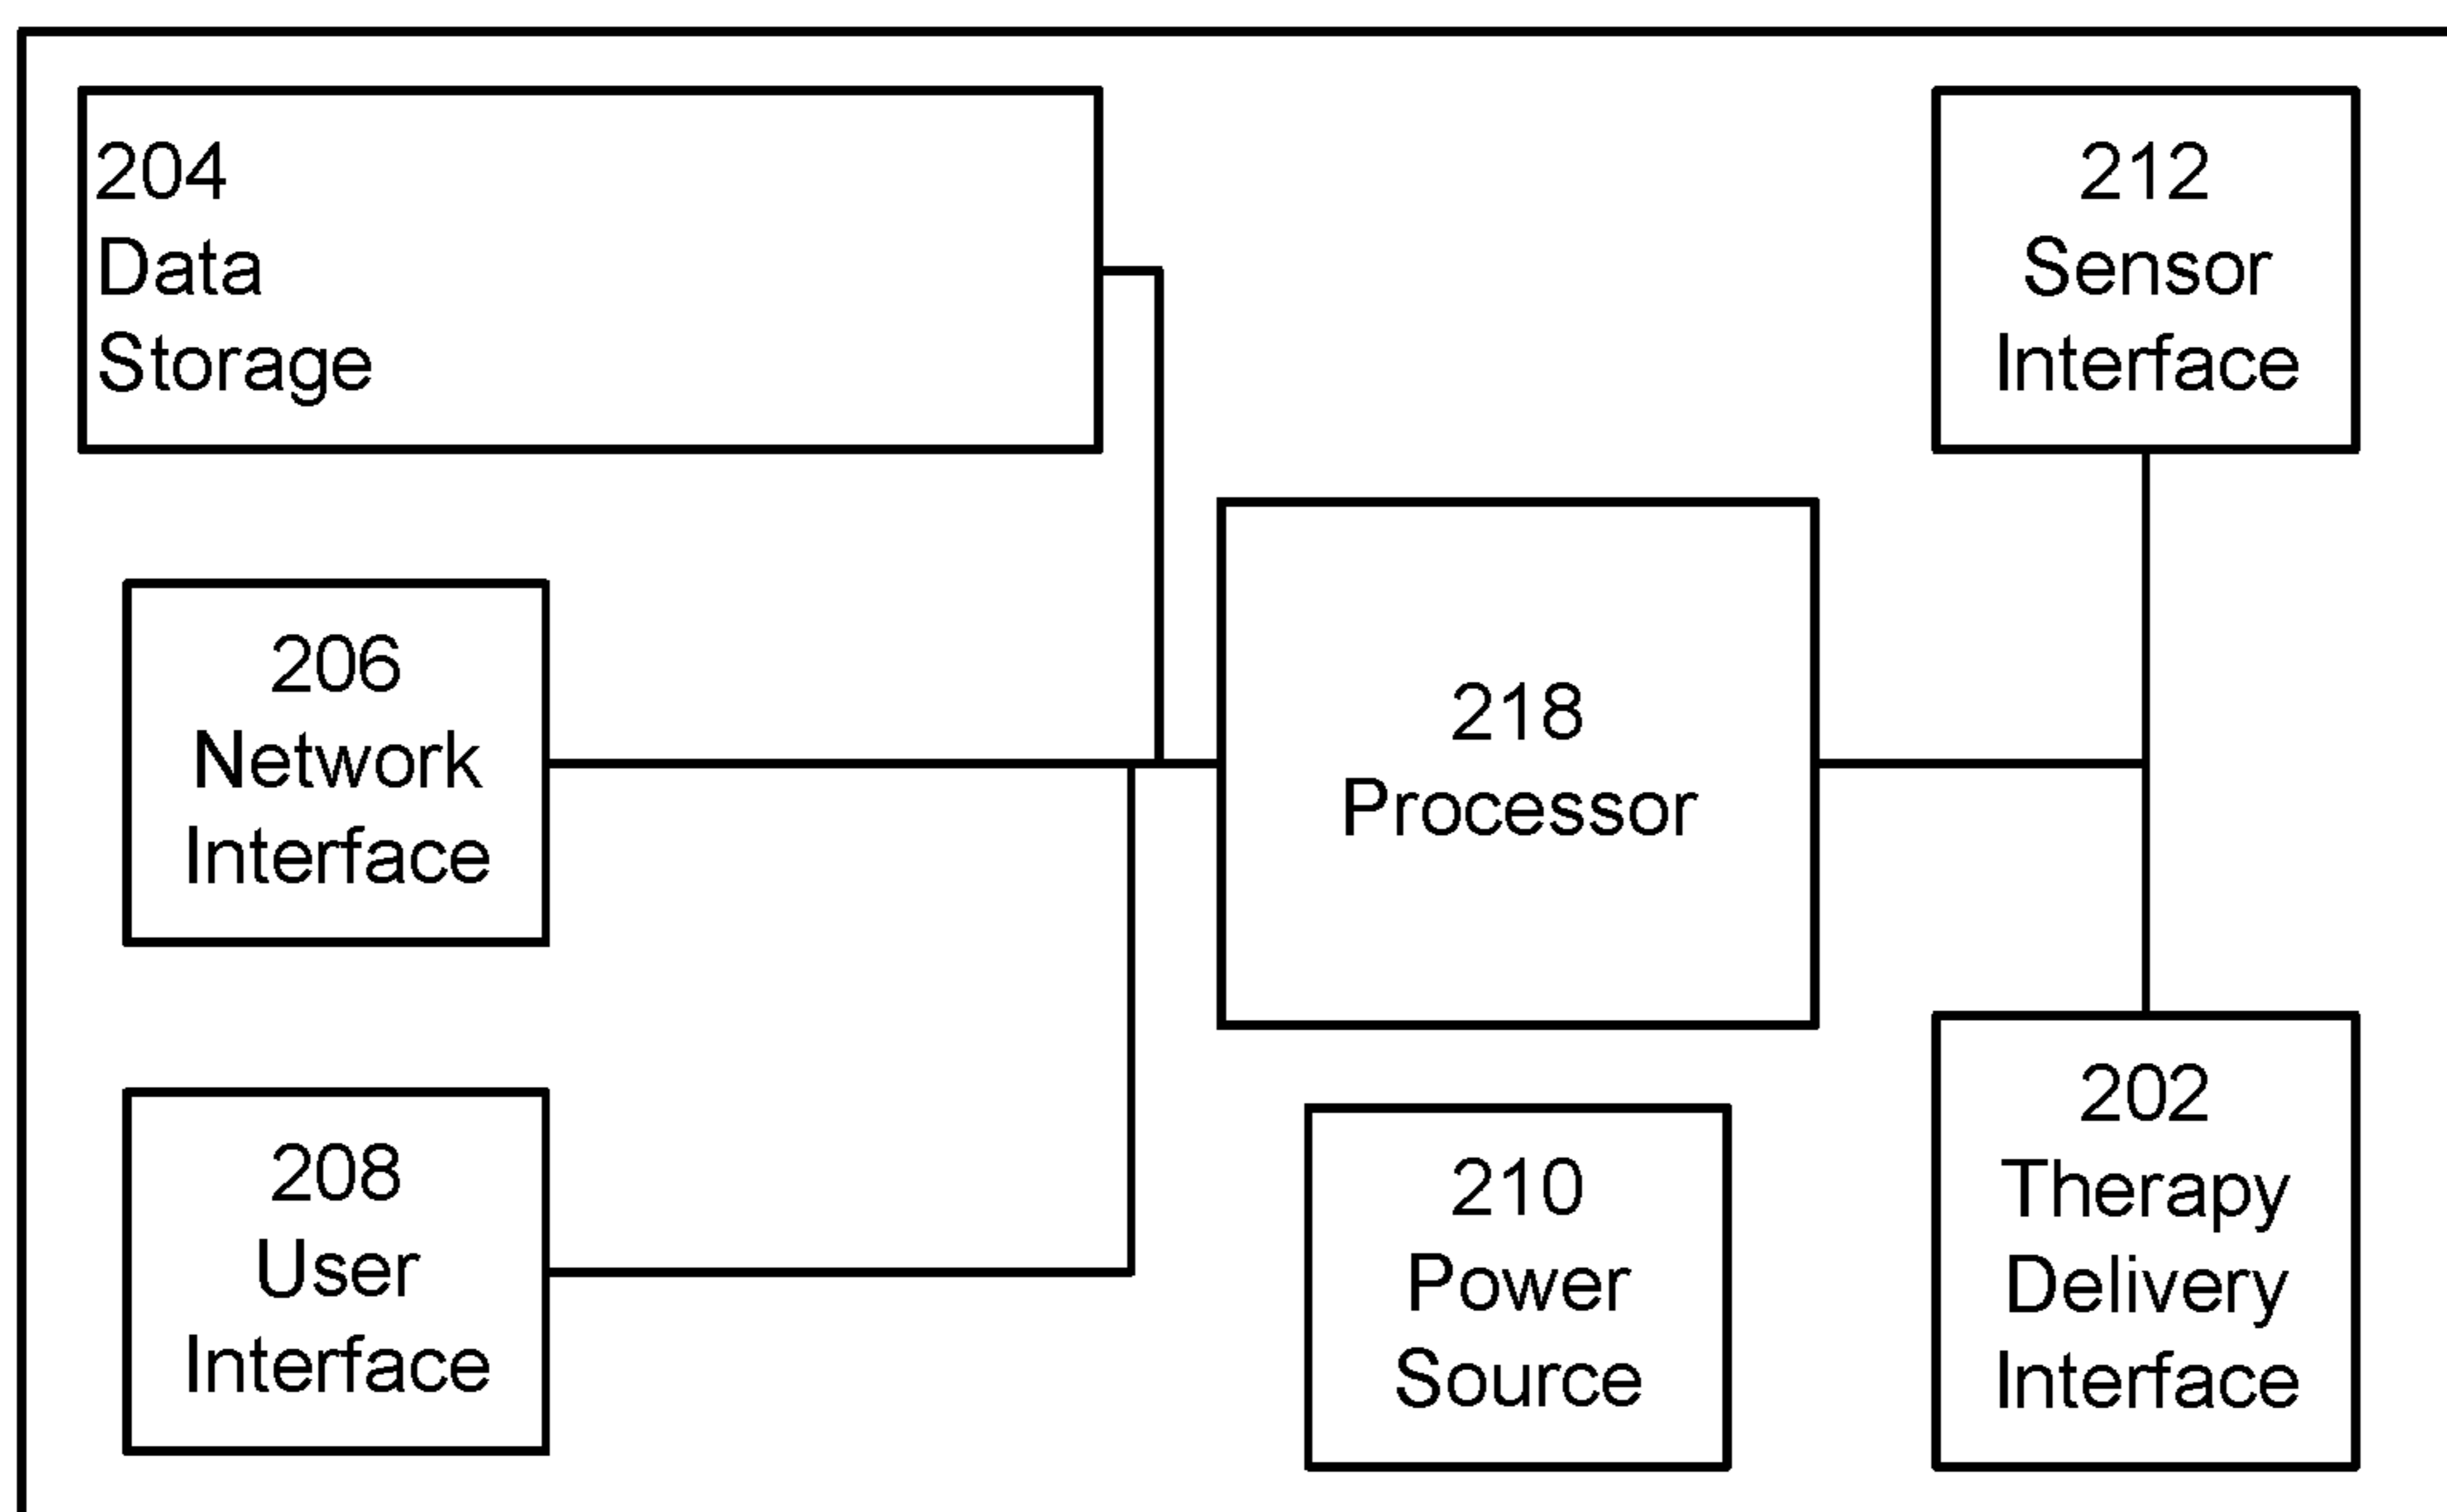 204
Data
Storage
212
Sensor
Interface
206
Network
Interface
218
Processor
208
User
Interface
210
Power
Source
202
Therapy
Delivery
Interface